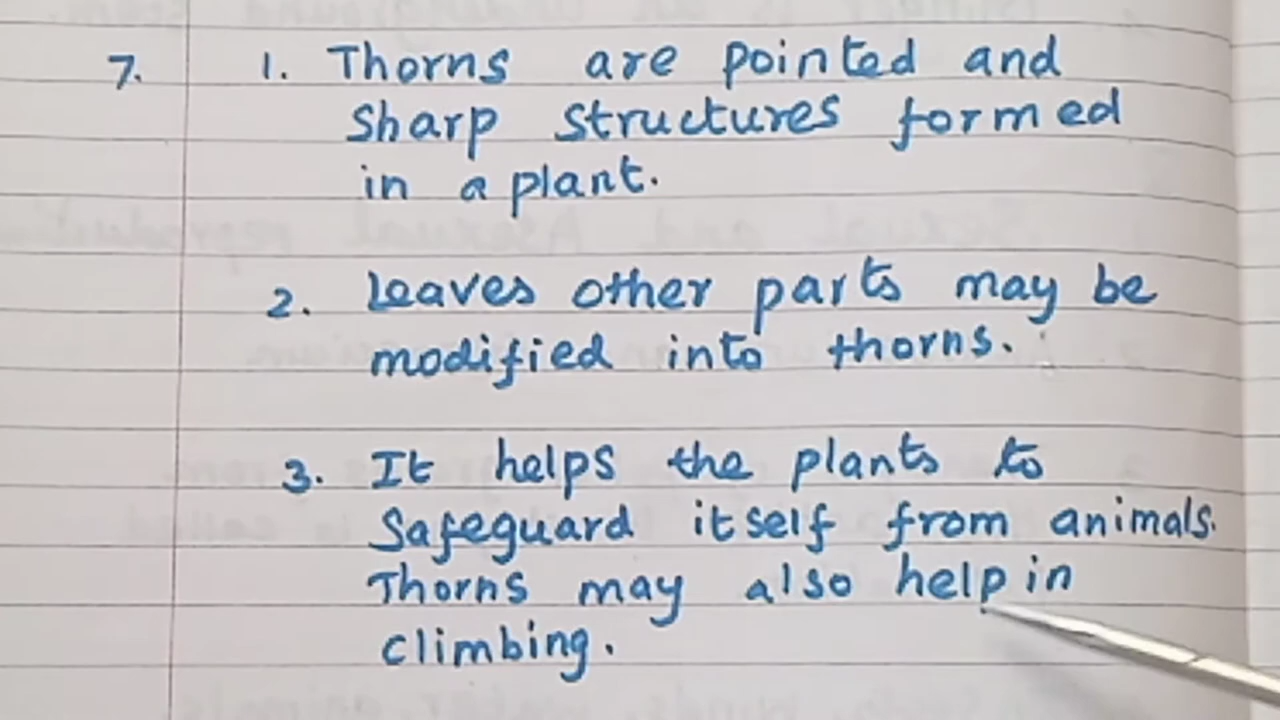 7. 1. Thorns are pointed and
Sharp Structures formed
in a plant.
2. Leaves other parts may be
modified into thorns.
3. It helps the plants to
Safeguard itself from animals.
Thorns may also help in
climbing.